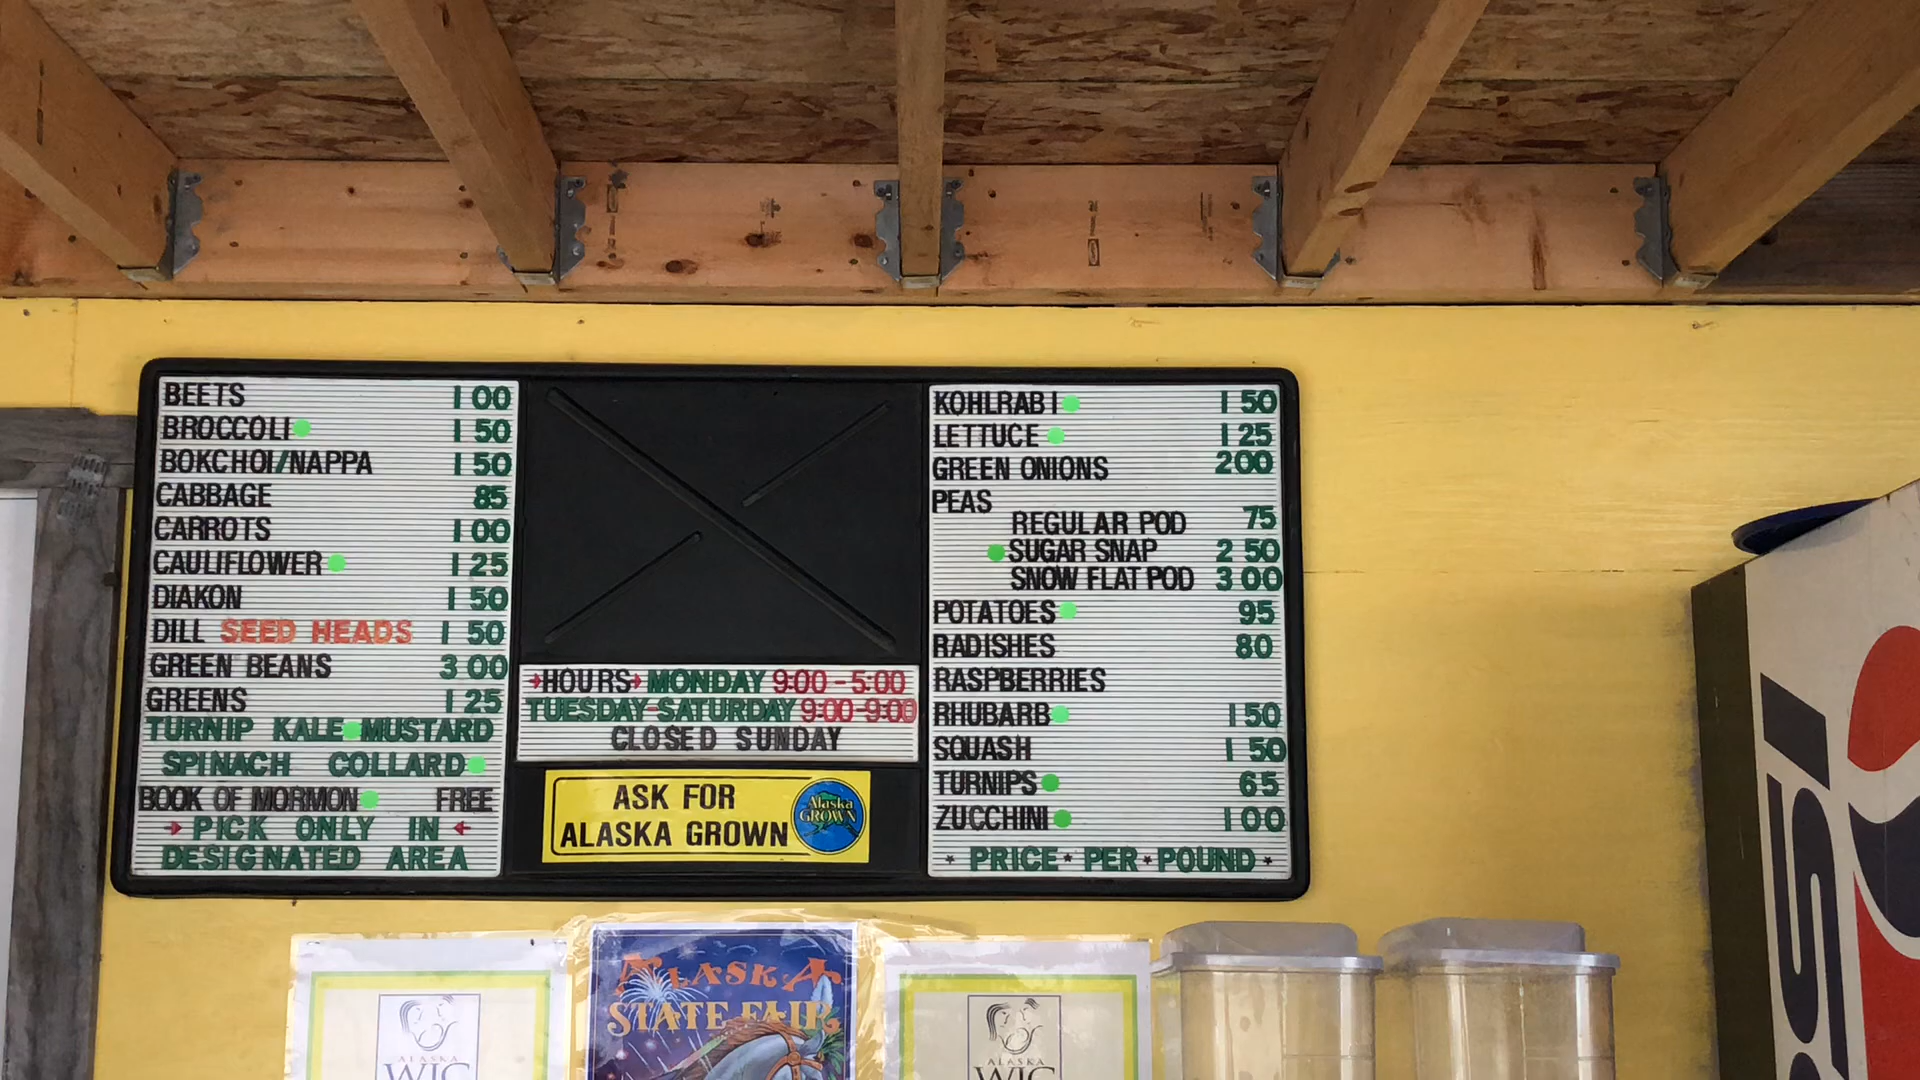 BEETS 1 00
BROCCOLI 1 50
BOKCHOI/NAPPA 1 50
CABBAGE 85
CARROTS 1 00
CAULIFLOWER 1 25
DIAKON 1 50
DILL SEED HEADS 1 50
GREEN BEANS 3 00
GREENS 1 25
TURNIP KALE MUSTARD
SPINACH COLLARD
BOOK OF MORMON FREE
PICK ONLY IN
DESIGNATED AREA
HOURS MONDAY 9:00-5:00
TUESDAY-SATURDAY 9:00-9:00
CLOSED SUNDAY
ASK FOR
ALASKA GROWN
Alaska
GROWN
KOHLRABI 1 50
LETTUCE 1 25
GREEN ONIONS 200
PEAS
REGULAR POD 75
SUGAR SNAP 2 50
SNOW FLAT POD 3 00
POTATOES 95
RADISHES 80
RASPBERRIES
RHUBARB 1 50
SQUASH 1 50
TURNIPS 65
ZUCCHINI 1 00
* PRICE * PER * POUND *
ALASKA
WIC
ALASKA
STATE FAIR
ALASKA
WIC
PSI